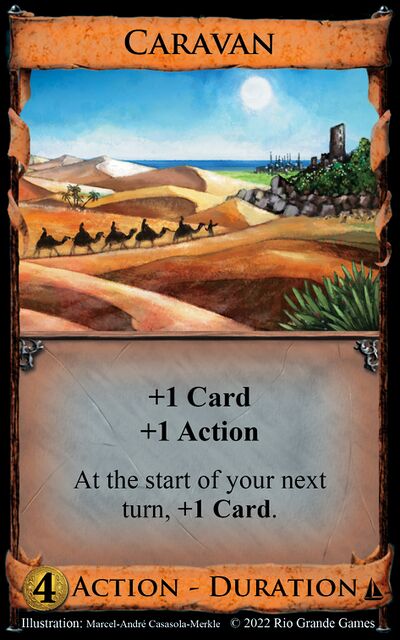 CARAVAN
+1 Card
+1 Action
At the start of your next
turn, +1 Card.
4 ACTION - DURATION
Illustration: Marcel-André Casasola-Merkle © 2022 Rio Grande Games